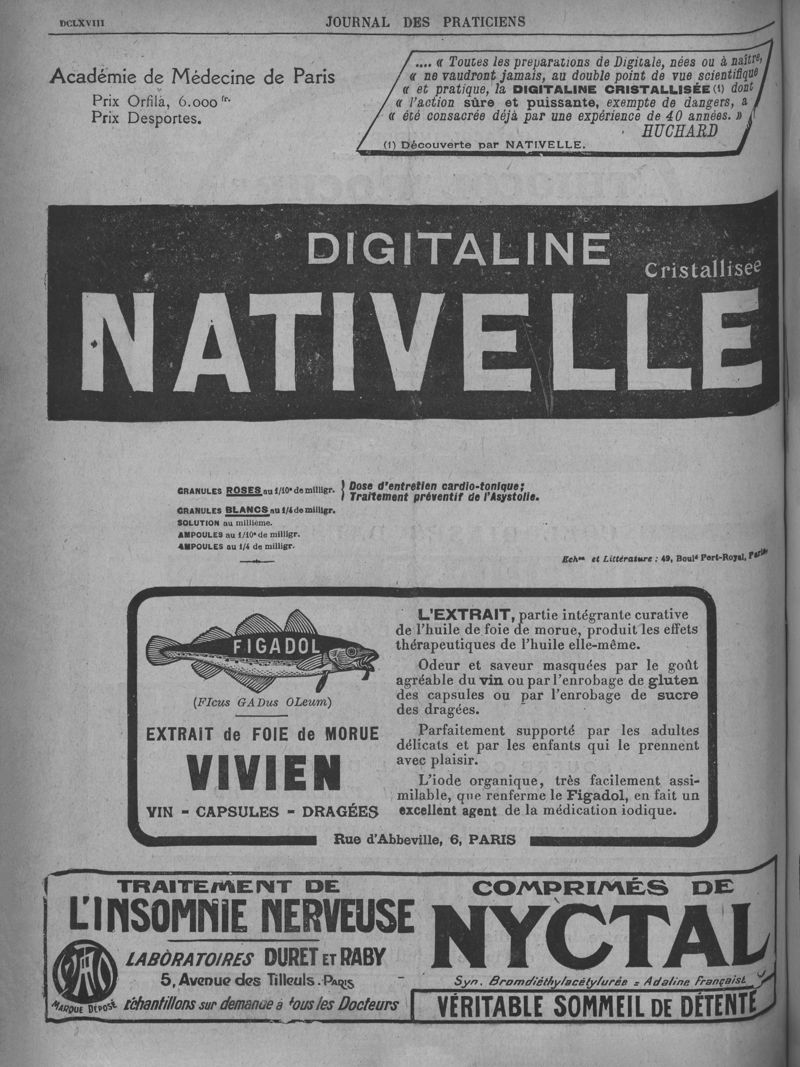 DCLXVIII
JOURNAL DES PRATICIENS
Académie de Médecine de Paris
Prix Orfila, 6.000 fr.
Prix Desportes.
.... « Toutes les preparations de Digitale, nées ou à naître,
« ne vaudront jamais, au double point de vue scientifique
« et pratique, la DIGITALINE CRISTALLISÉE (1) dont
« l'action sûre et puissante, exempte de dangers, a
« été consacrée déjà par une expérience de 40 années. »
HUCHARD
(1) Découverte par NATIVELLE.
DIGITALINE
Cristallisée
NATIVELLE
GRANULES ROSES au 1/10e de milligr. } Dose d'entretien cardio-tonique;
Traitement préventif de l'Asystolie.
GRANULES BLANCS au 1/4 de milligr.
SOLUTION au millième.
AMPOULES au 1/10e de milligr.
AMPOULES au 1/4 de milligr.
Echons et Littérature : 49, Bould Port-Royal, Paris
FIGADOL
(FIcus GADus OLeum)
EXTRAIT de FOIE de MORUE
VIVIEN
VIN - CAPSULES - DRAGÉES
L'EXTRAIT, partie intégrante curative
de l'huile de foie de morue, produit les effets
thérapeutiques de l'huile elle-même.
Odeur et saveur masquées par le goût
agréable du vin ou par l'enrobage de gluten
des capsules ou par l'enrobage de sucre
des dragées.
Parfaitement supporté par les adultes
délicats et par les enfants qui le prennent
avec plaisir.
L'iode organique, très facilement assi-
milable, que renferme le Figadol, en fait un
excellent agent de la médication iodique.
Rue d'Abbeville, 6, PARIS
TRAITEMENT DE
L'INSOMNIE NERVEUSE
LABORATOIRES DURET ET RABY
5, Avenue des Tilleuls. PARIS
MARQUE DÉPOSÉ
Echantillons sur demande à tous les Docteurs
COMPRIMÉS DE
NYCTAL
Syn. Bromdiéthylacétylurée = Adaline Française
VÉRITABLE SOMMEIL DE DÉTENTE